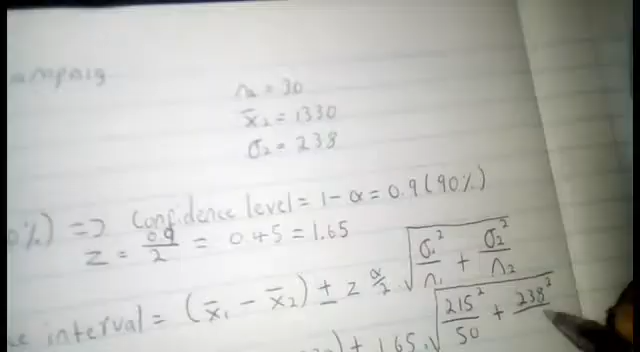 n₂ = 30
x̄₂ = 1330
σ₂ = 238
0%) => Confidence level = 1 - α = 0.9 (90%)
z = 0.9/2 = 0.45 = 1.65
ce interval = (x̄₁ - x̄₂) ± z α/2 √(σ₁²/n₁ + σ₂²/n₂)
) ± 1.65 √(215²/50 + 238²